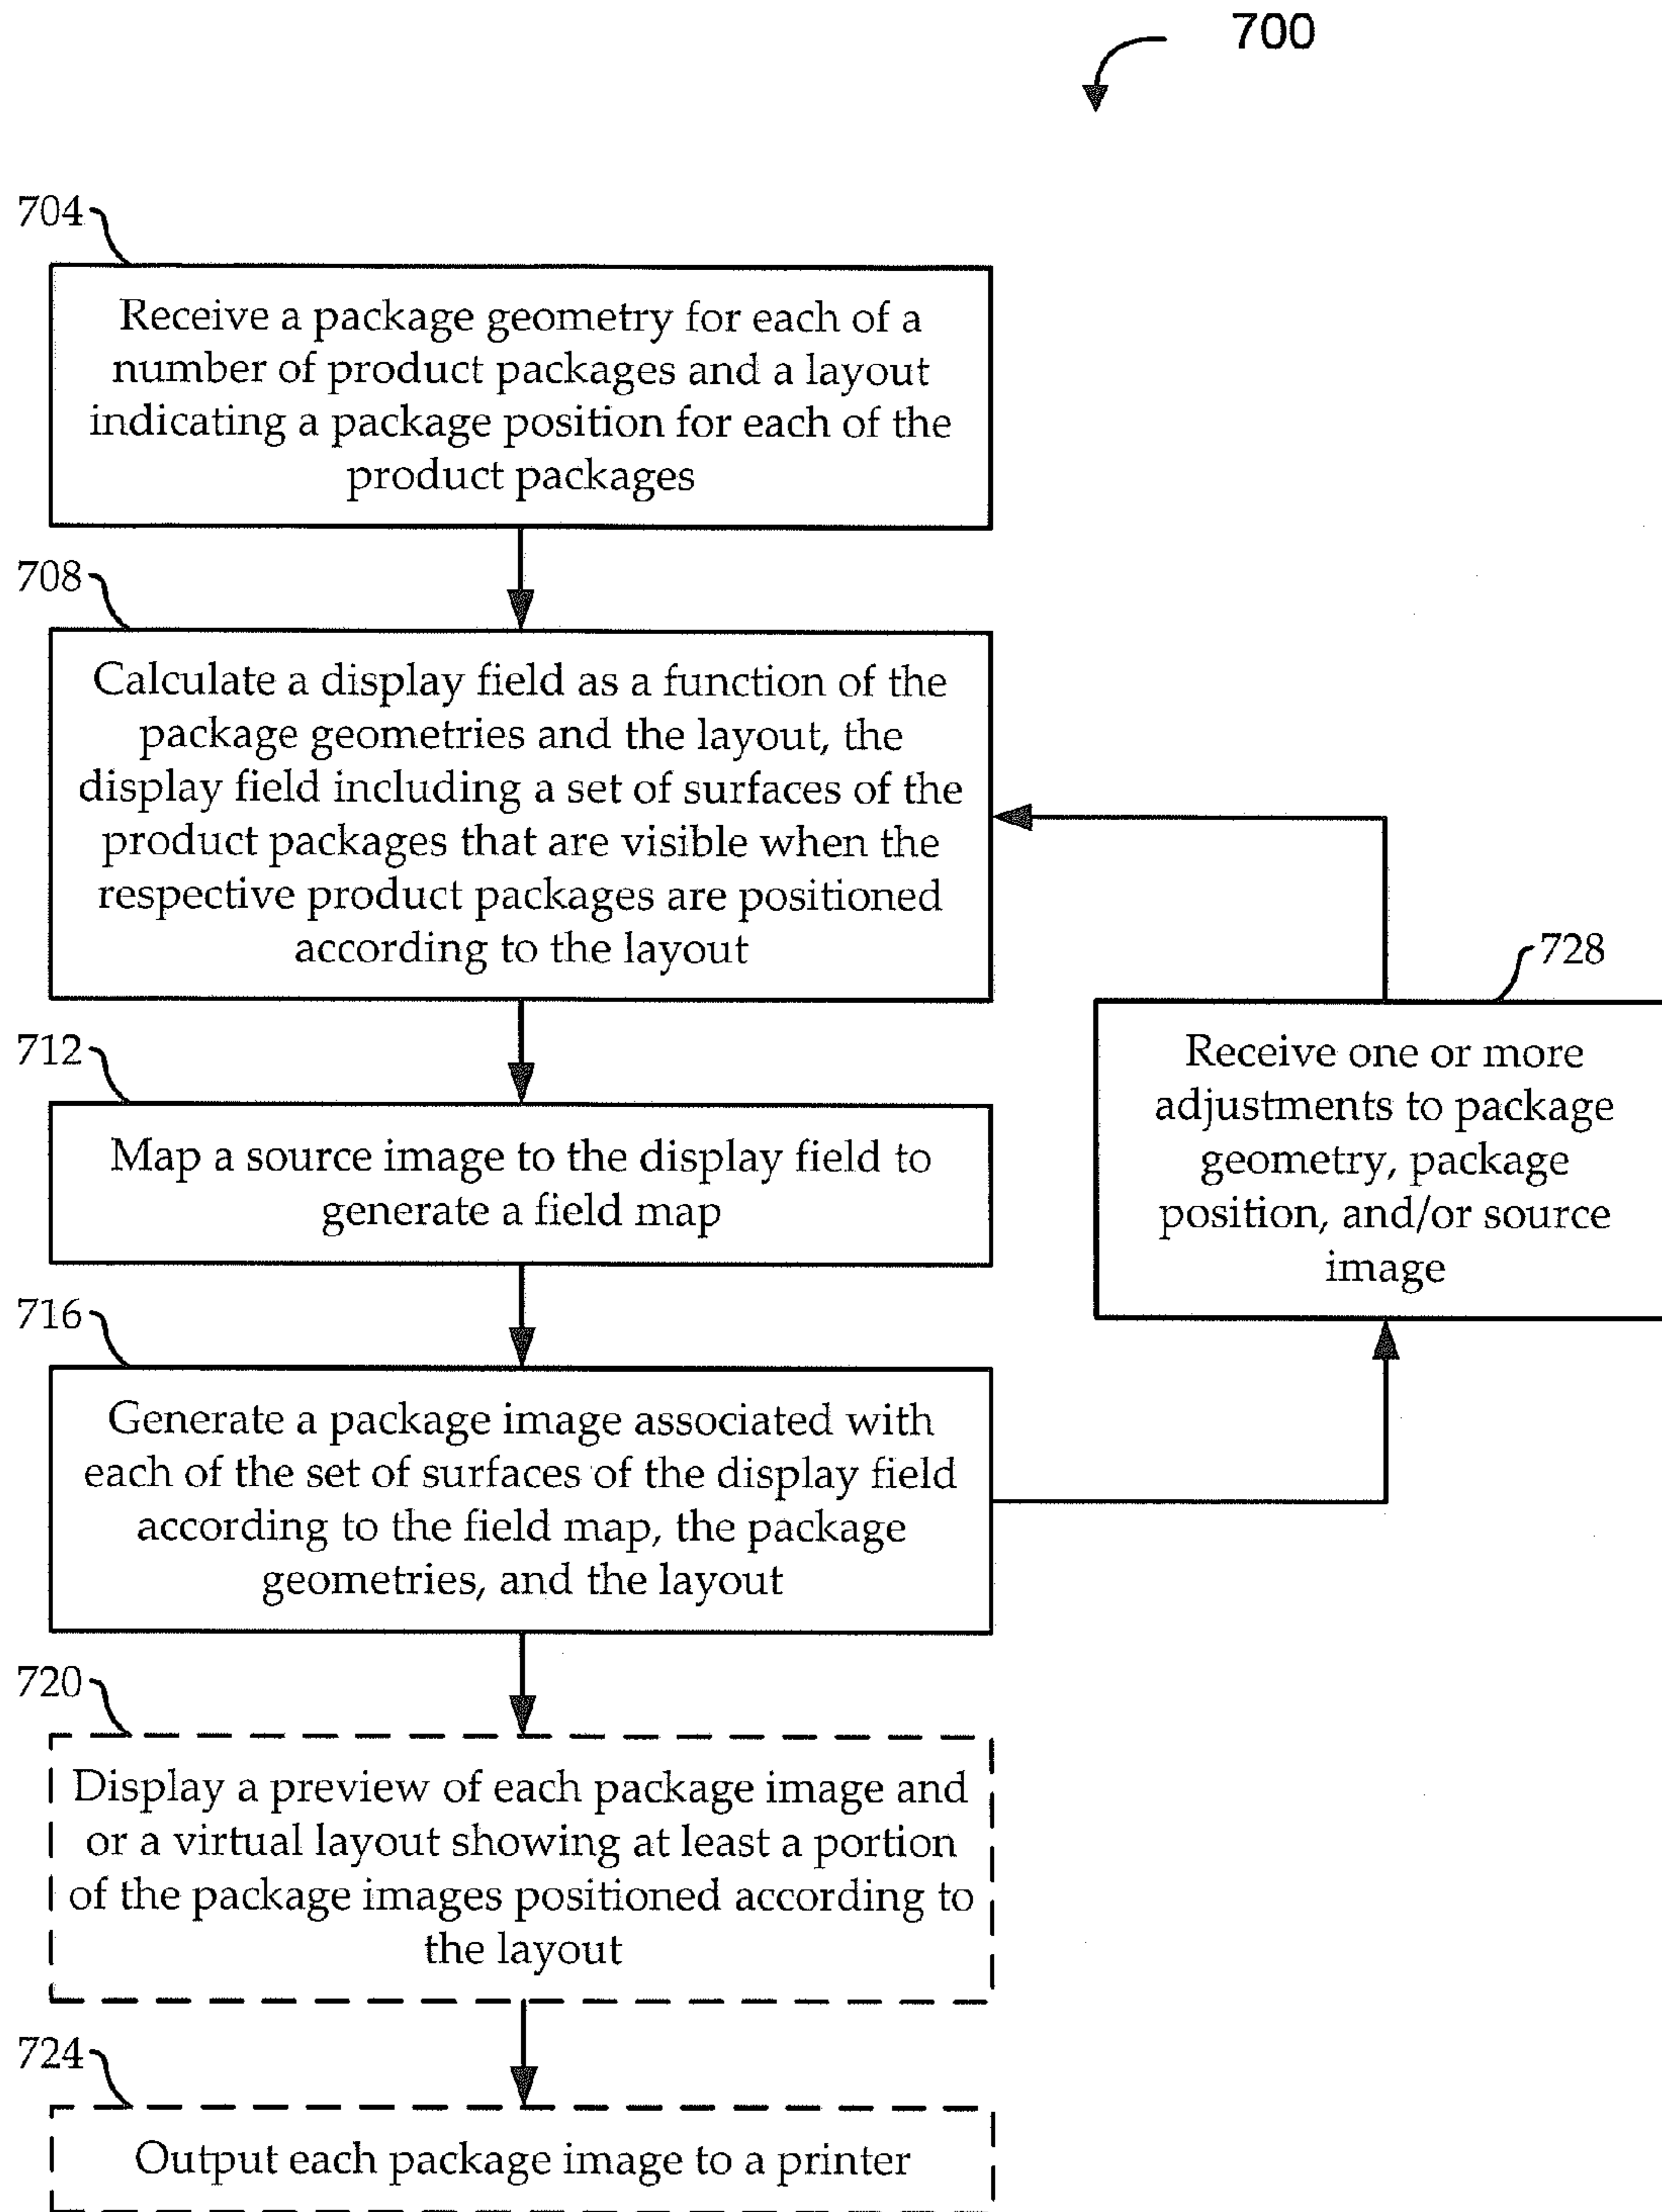 700
704
Receive a package geometry for each of a
number of product packages and a layout
indicating a package position for each of the
product packages
708
Calculate a display field as a function of the
package geometries and the layout, the
display field including a set of surfaces of the
product packages that are visible when the
respective product packages are positioned
according to the layout
728
Receive one or more
adjustments to package
geometry, package
position, and/or source
image
712
Map a source image to the display field to
generate a field map
716
Generate a package image associated with
each of the set of surfaces of the display field
according to the field map, the package
geometries, and the layout
720
Display a preview of each package image and
or a virtual layout showing at least a portion
of the package images positioned according to
the layout
724
Output each package image to a printer